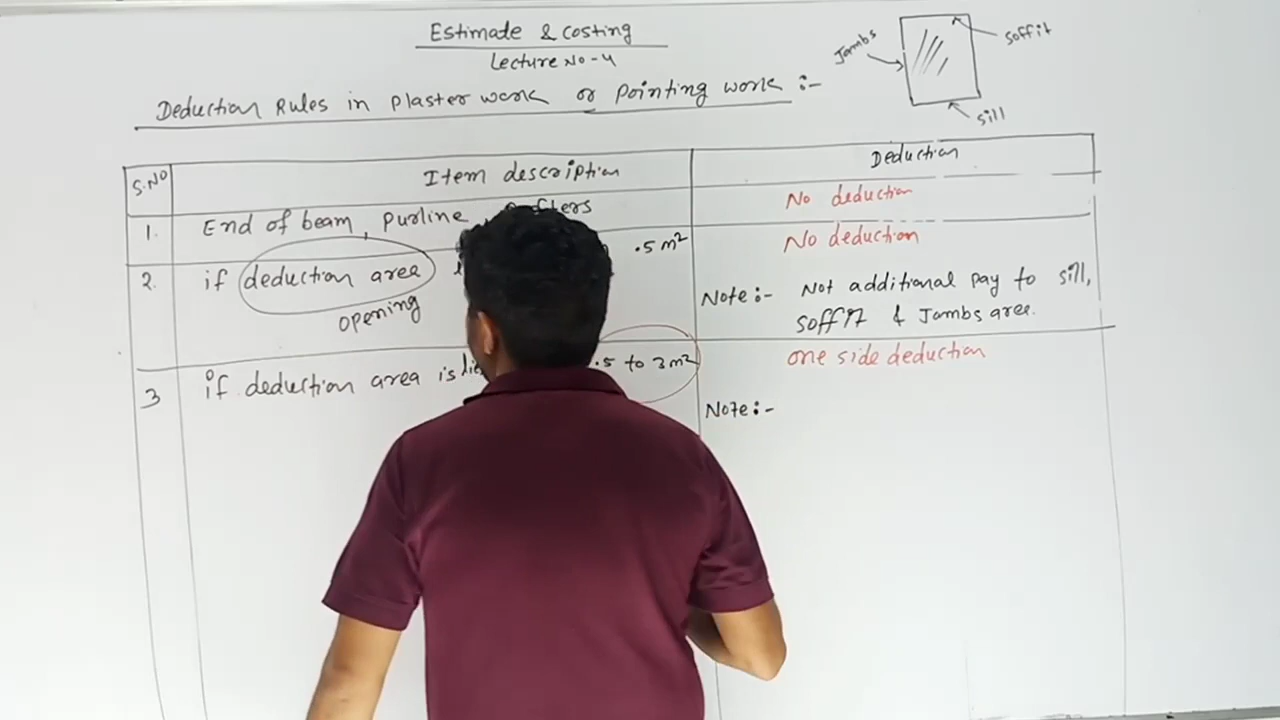 Estimate & costing
Lecture No-4
Deduction Rules in plaster work or pointing work :-
Jambs
soffit
sill
S.NO
Item description
Deduction
1.
End of beam, purline,
No deduction
2.
if deduction area
.5 m²
No deduction
opening
Note:- Not additional pay to sill,
soffit & Jambs area.
3
if deduction area is
.5 to 3m²
one side deduction
Note:-